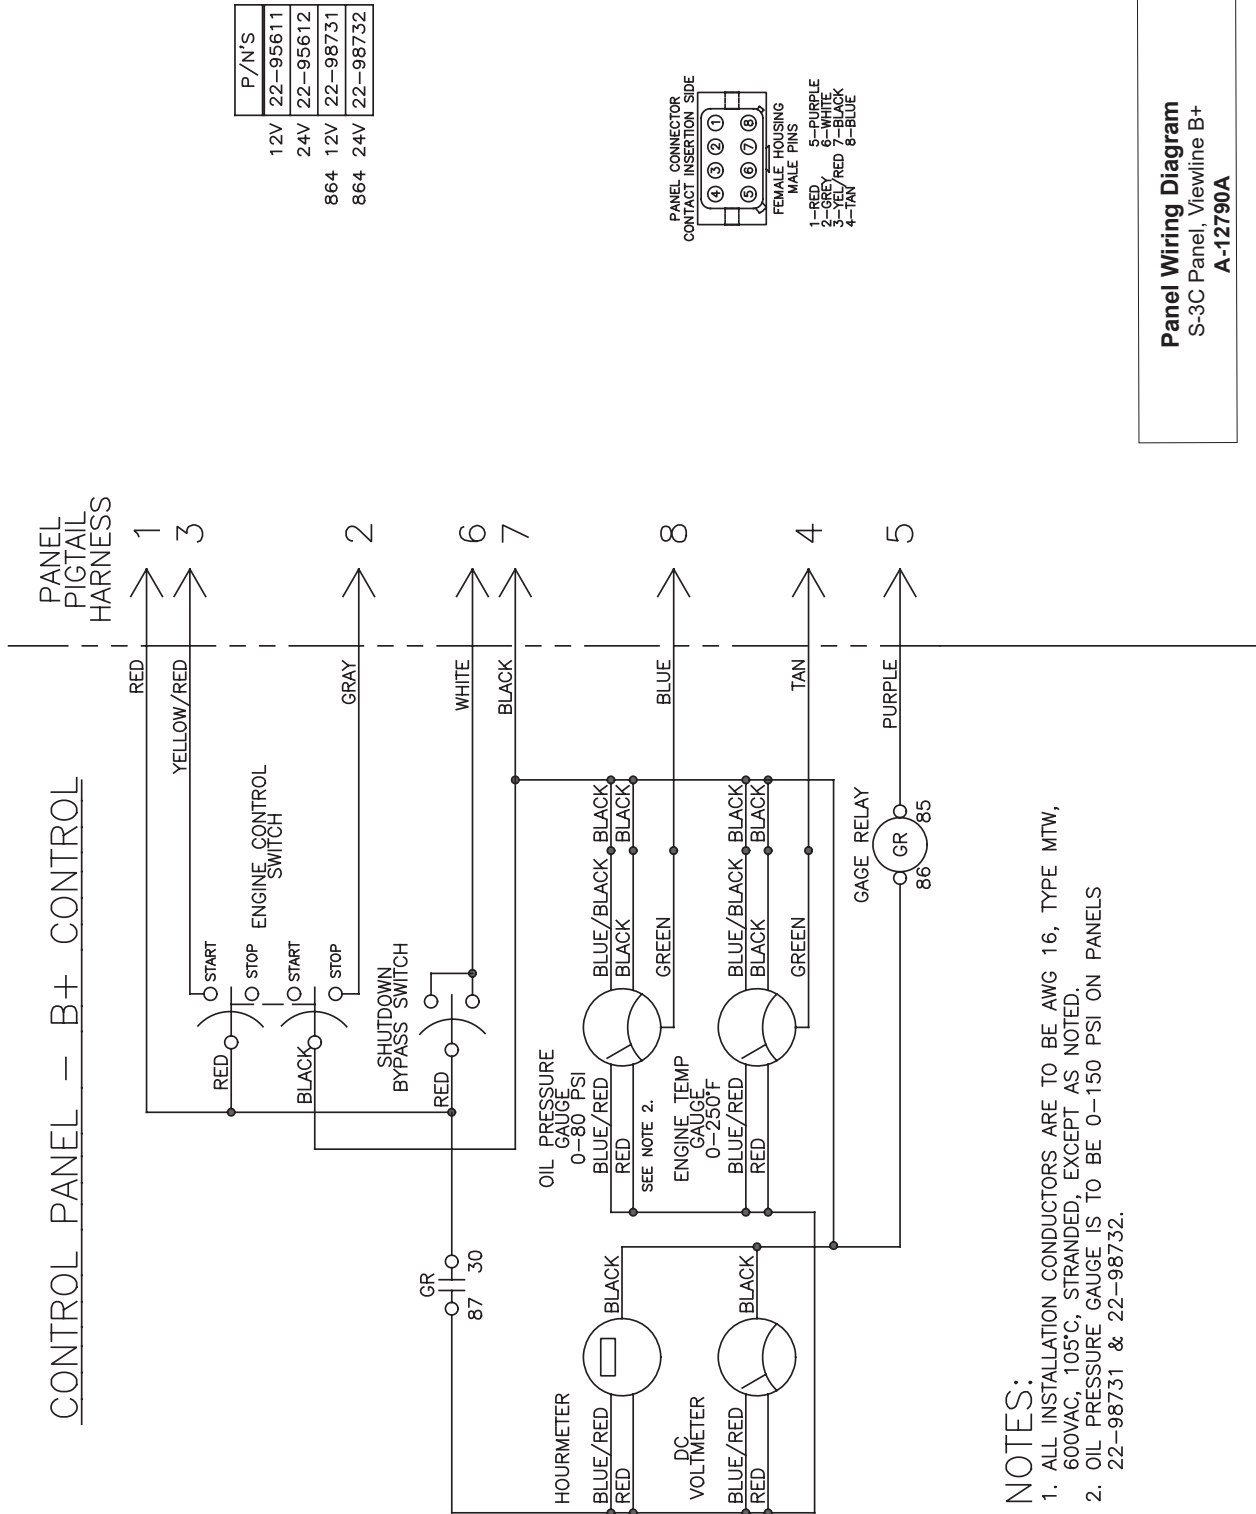 CONTROL PANEL – B+ CONTROL
PANEL
PIGTAIL
HARNESS
P/N'S
12V 22–95611
24V 22–95612
864 12V 22–98731
864 24V 22–98732
RED
1
YELLOW/RED
3
START
STOP
START
STOP
ENGINE CONTROL
SWITCH
RED
BLACK
GRAY
2
SHUTDOWN
BYPASS SWITCH
RED
WHITE
6
BLACK
7
GR
87
30
HOURMETER
BLUE/RED
RED
BLACK
OIL PRESSURE
GAUGE
0–80 PSI
BLUE/RED
RED
SEE NOTE 2.
BLUE/BLACK
BLACK
BLACK
BLACK
GREEN
BLUE
8
DC
VOLTMETER
BLUE/RED
RED
BLACK
ENGINE TEMP
GAUGE
0–250°F
BLUE/RED
RED
BLUE/BLACK
BLACK
BLACK
BLACK
GREEN
TAN
4
GAGE RELAY
86
GR
85
PURPLE
5
PANEL CONNECTOR
CONTACT INSERTION SIDE
4 3 2 1
5 6 7 8
FEMALE HOUSING
MALE PINS
1–RED 5–PURPLE
2–GREY 6–WHITE
3–YEL/RED 7–BLACK
4–TAN 8–BLUE
NOTES:
1. ALL INSTALLATION CONDUCTORS ARE TO BE AWG 16, TYPE MTW,
600VAC, 105°C, STRANDED, EXCEPT AS NOTED.
2. OIL PRESSURE GAUGE IS TO BE 0–150 PSI ON PANELS
22–98731 & 22–98732.
Panel Wiring Diagram
S-3C Panel, Viewline B+
A-12790A